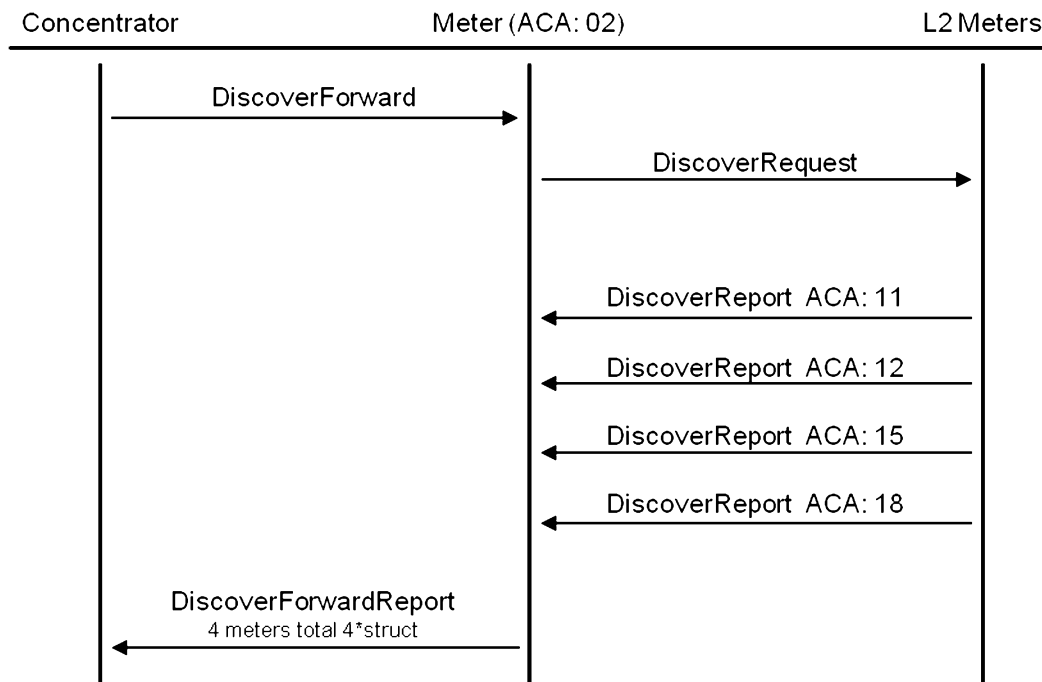 Concentrator Meter (ACA: 02) L2 Meters
DiscoverForward
DiscoverRequest
DiscoverReport ACA: 11
DiscoverReport ACA: 12
DiscoverReport ACA: 15
DiscoverReport ACA: 18
DiscoverForwardReport
4 meters total 4*struct